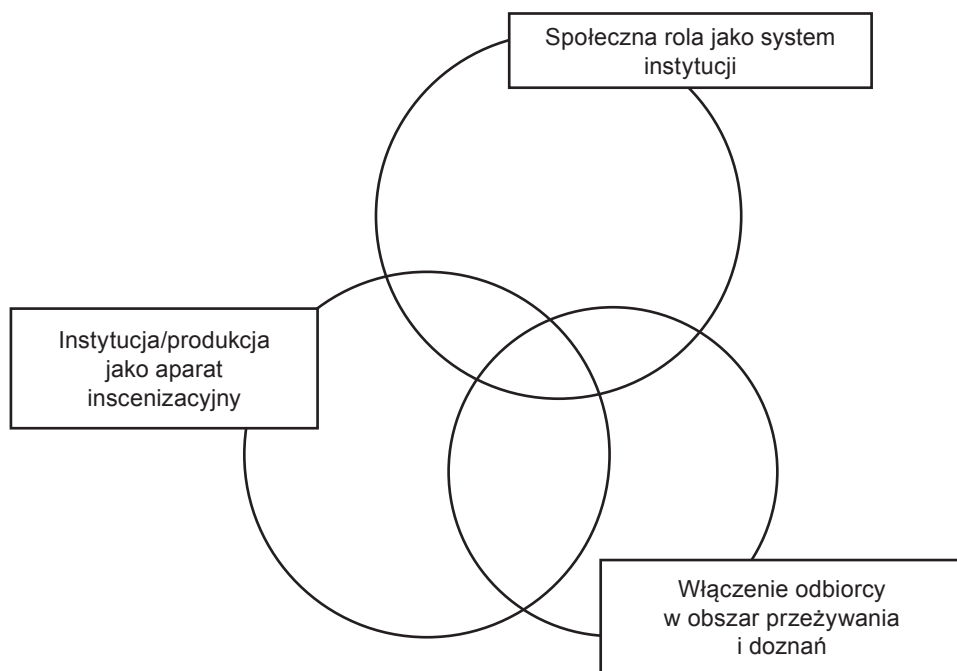 Społeczna rola jako system
instytucji
Instytucja/produkcja
jako aparat
inscenizacyjny
Włączenie odbiorcy
w obszar przeżywania
i doznań